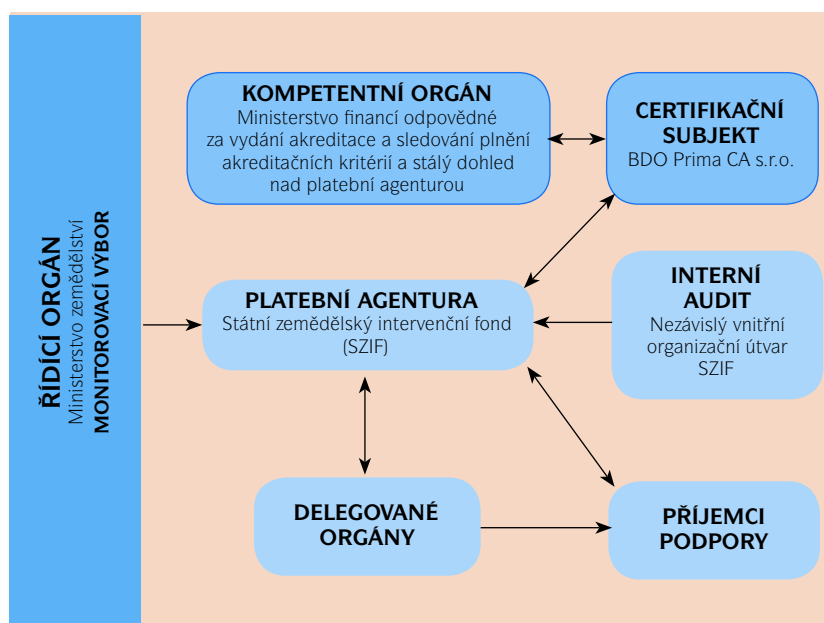 ŘÍDÍCÍ ORGÁN
Ministerstvo zemědělství
MONITOROVACÍ VÝBOR
KOMPETENTNÍ ORGÁN
Ministerstvo financí odpovědné
za vydání akreditace a sledování plnění
akreditačních kritérií a stálý dohled
nad platební agenturou
CERTIFIKAČNÍ
SUBJEKT
BDO Prima CA s.r.o.
PLATEBNÍ AGENTURA
Státní zemědělský intervenční fond
(SZIF)
INTERNÍ
AUDIT
Nezávislý vnitřní
organizační útvar
SZIF
DELEGOVANÉ
ORGÁNY
PŘÍJEMCI
PODPORY